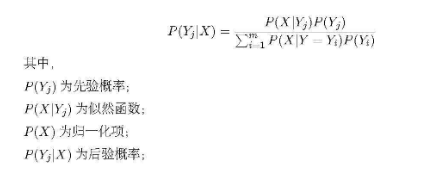 P(Y_j|X) = \frac{P(X|Y_j)P(Y_j)}{\sum_{i=1}^{m} P(X|Y = Y_i)P(Y_i)}
其中，
P(Y_j) 为先验概率；
P(X|Y_j) 为似然函数；
P(X) 为归一化项；
P(Y_j|X) 为后验概率；